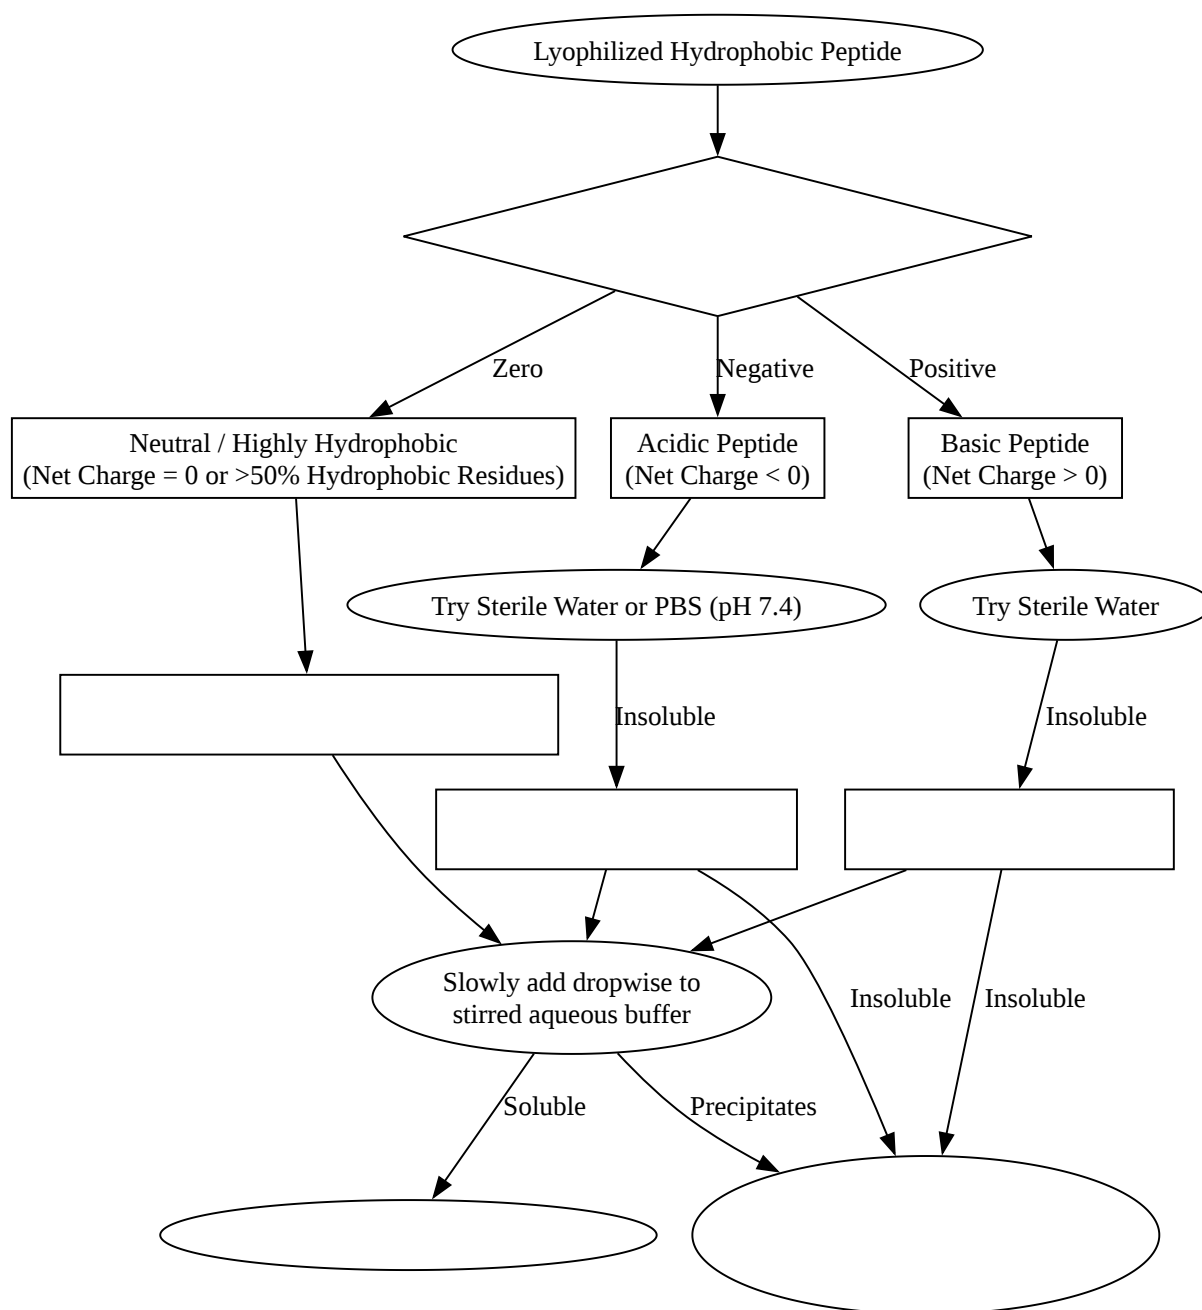 Lyophilized Hydrophobic Peptide
Zero
Negative
Positive
Neutral / Highly Hydrophobic
(Net Charge = 0 or >50% Hydrophobic Residues)
Acidic Peptide
(Net Charge < 0)
Basic Peptide
(Net Charge > 0)
Try Sterile Water or PBS (pH 7.4)
Try Sterile Water
Insoluble
Insoluble
Slowly add dropwise to
stirred aqueous buffer
Insoluble
Insoluble
Soluble
Precipitates